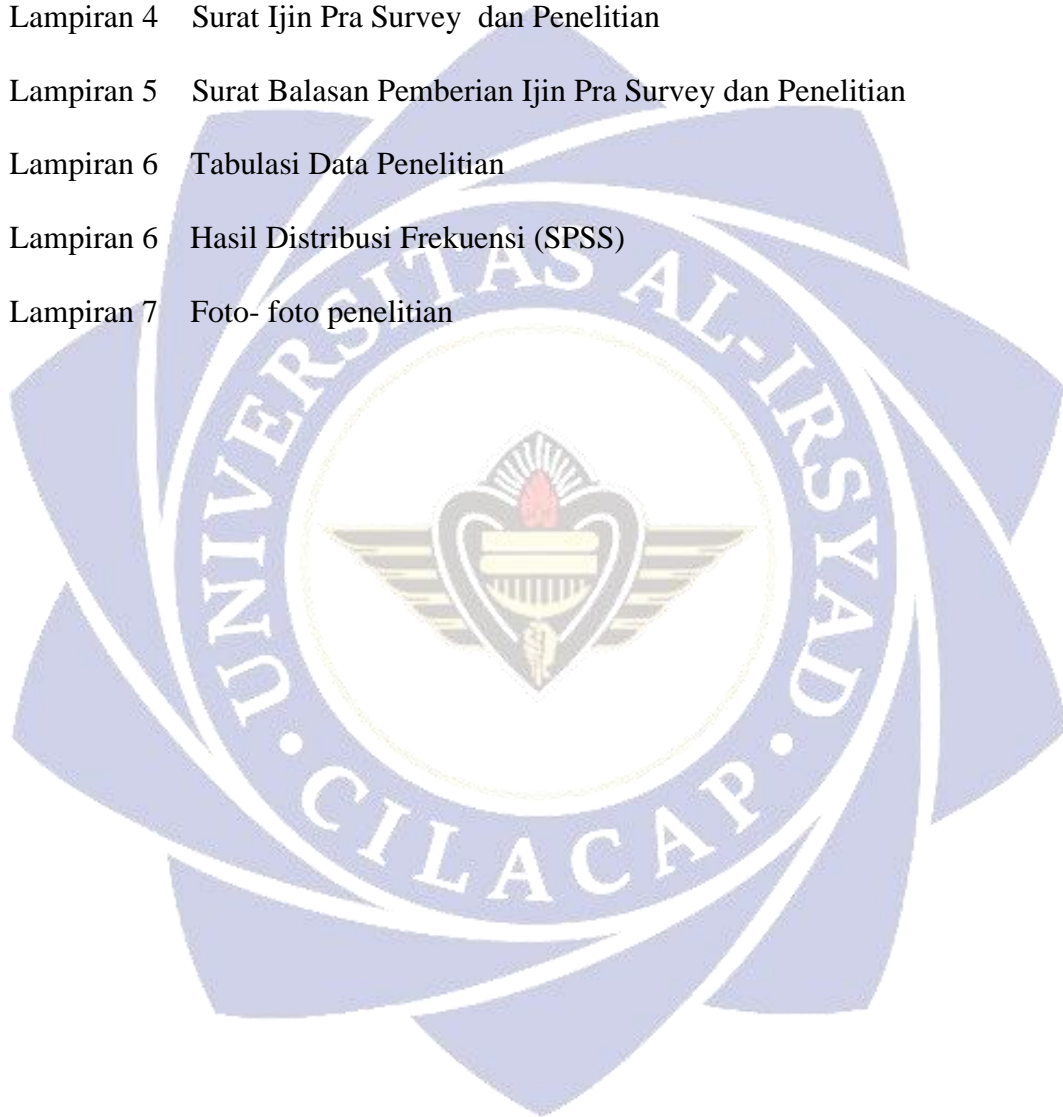 Lampiran 4 Surat Ijin Pra Survey dan Penelitian
Lampiran 5 Surat Balasan Pemberian Ijin Pra Survey dan Penelitian
Lampiran 6 Tabulasi Data Penelitian
Lampiran 6 Hasil Distribusi Frekuensi (SPSS)
Lampiran 7 Foto- foto penelitian
UNIVERSITAS AL-IRSYAD
• CILACAP •